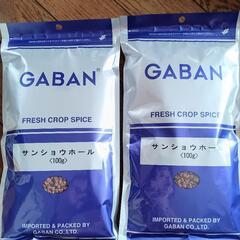 GABAN
FRESH CROP SPICE
サンショウホール
<100g>
IMPORTED & PACKED BY
GABAN CO.,LTD.
GABAN
FRESH CROP SPICE
サンショウホー
<100g>
IMPORTED & PACKED BY
GABAN CO.,LTD.